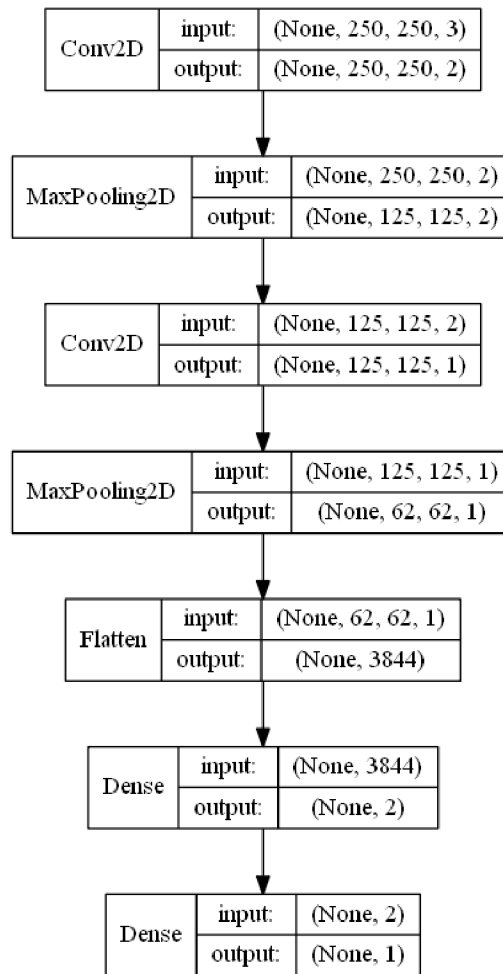 Conv2D input: (None, 250, 250, 3)
output: (None, 250, 250, 2)
MaxPooling2D input: (None, 250, 250, 2)
output: (None, 125, 125, 2)
Conv2D input: (None, 125, 125, 2)
output: (None, 125, 125, 1)
MaxPooling2D input: (None, 125, 125, 1)
output: (None, 62, 62, 1)
Flatten input: (None, 62, 62, 1)
output: (None, 3844)
Dense input: (None, 3844)
output: (None, 2)
Dense input: (None, 2)
output: (None, 1)